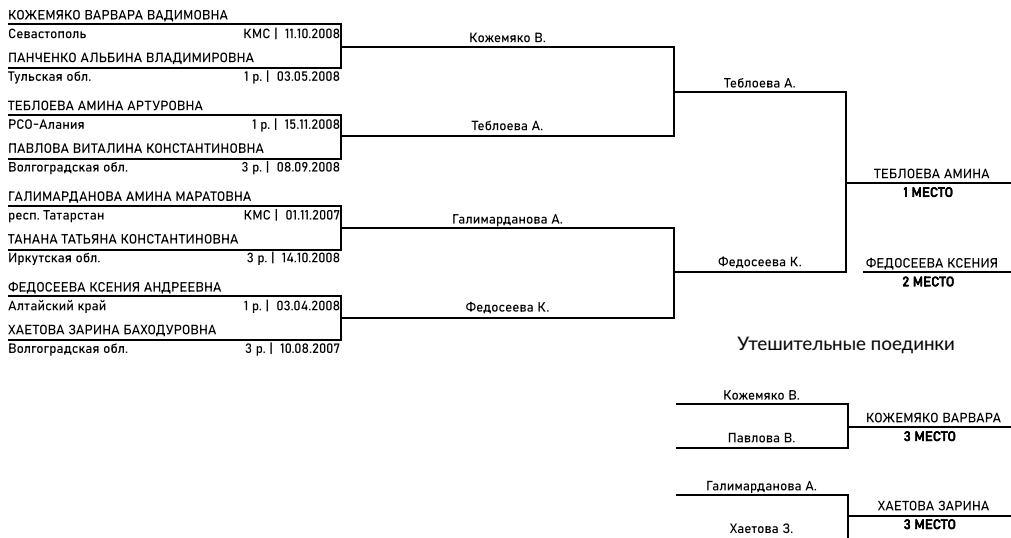 КОЖЕМЯКО ВАРВАРА ВАДИМОВНА
Севастополь КМС | 11.10.2008
ПАНЧЕНКО АЛЬБИНА ВЛАДИМИРОВНА
Тульская обл. 1 р. | 03.05.2008
ТЕБЛОЕВА АМИНА АРТУРОВНА
РСО-Алания 1 р. | 15.11.2008
ПАВЛОВА ВИТАЛИНА КОНСТАНТИНОВНА
Волгоградская обл. 3 р. | 08.09.2008
ГАЛИМАРДАНОВА АМИНА МАРАТОВНА
респ. Татарстан КМС | 01.11.2007
ТАНАНА ТАТЬЯНА КОНСТАНТИНОВНА
Иркутская обл. 3 р. | 14.10.2008
ФЕДОСЕЕВА КСЕНИЯ АНДРЕЕВНА
Алтайский край 1 р. | 03.04.2008
ХАЕТОВА ЗАРИНА БАХОДУРОВНА
Волгоградская обл. 3 р. | 10.08.2007
Кожемяко В.
Теблоева А.
Галимарданова А.
Федосеева К.
Теблоева А.
Федосеева К.
ТЕБЛОЕВА АМИНА
1 МЕСТО
ФЕДОСЕЕВА КСЕНИЯ
2 МЕСТО
Утешительные поединки
Кожемяко В.
Павлова В.
КОЖЕМЯКО ВАРВАРА
3 МЕСТО
Галимарданова А.
Хаетова З.
ХАЕТОВА ЗАРИНА
3 МЕСТО